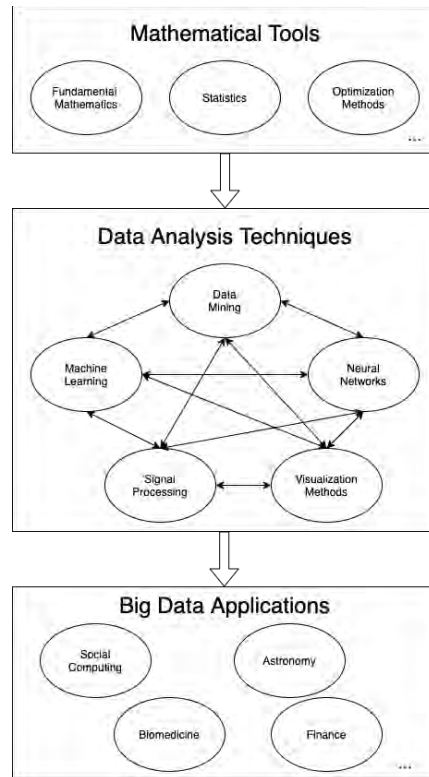 Mathematical Tools
Fundamental
Mathematics
Statistics
Optimization
Methods
...
Data Analysis Techniques
Data
Mining
Machine
Learning
Neural
Networks
Signal
Processing
Visualization
Methods
Big Data Applications
Social
Computing
Astronomy
Biomedicine
Finance
...